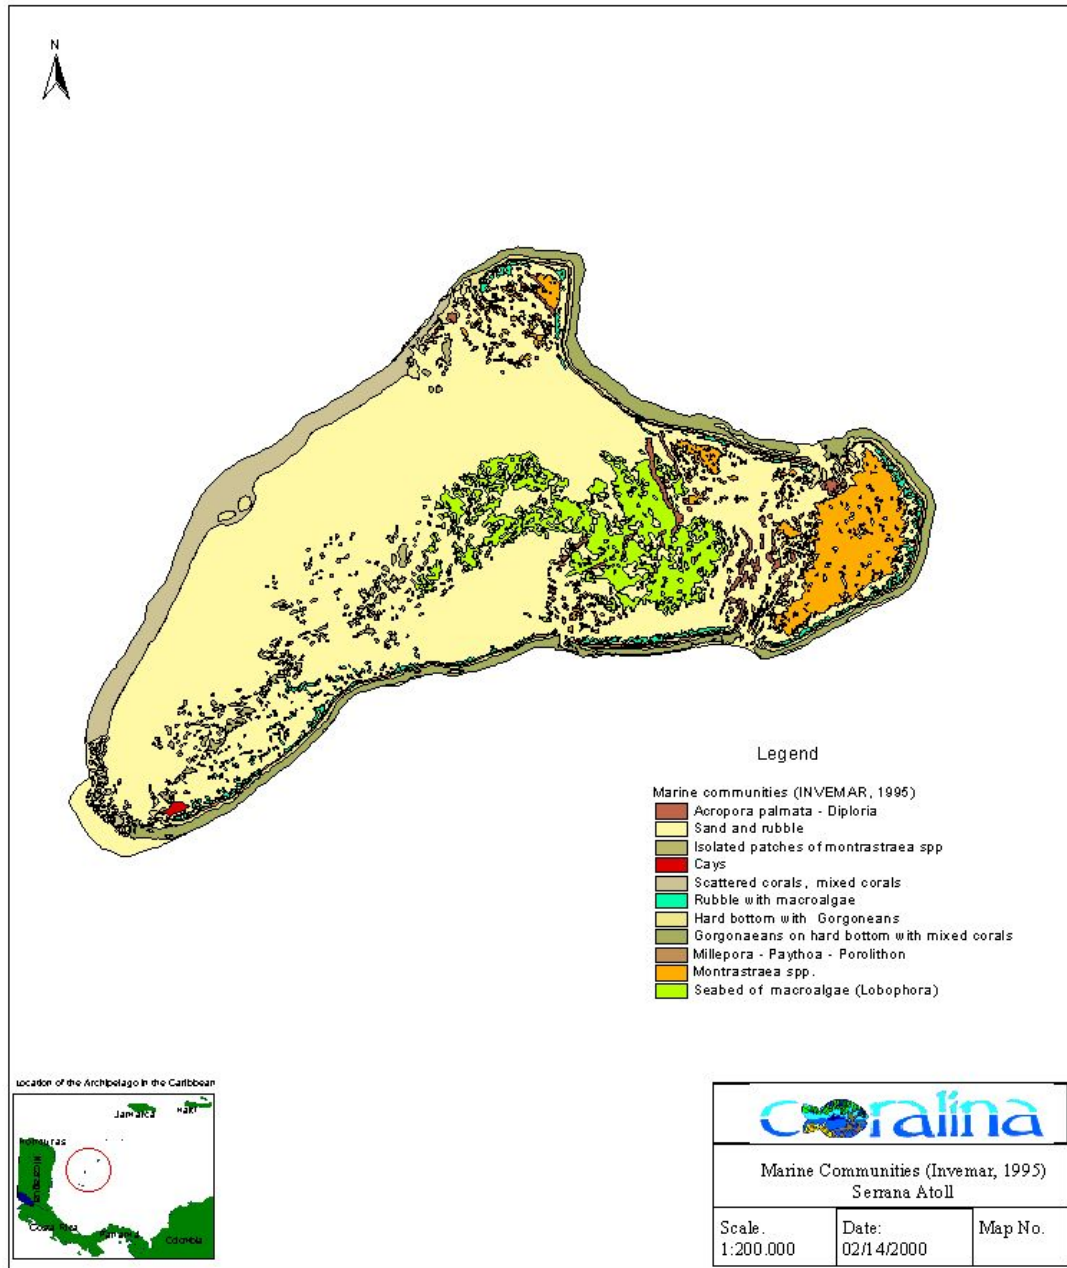 N
Legend
Marine communities (INVEMAR, 1995)
Acropora palmata - Diploria
Sand and rubble
Isolated patches of montrastraea spp
Cays
Scattered corals, mixed corals
Rubble with macroalgae
Hard bottom with Gorgoneans
Gorgonaeans on hard bottom with mixed corals
Millepora - Paythoa - Porolithon
Montrastraea spp.
Seabed of macroalgae (Lobophora)
Location of the Archipelago in the Caribbean
Jamaica
Haiti
Honduras
Nicaragua
Costa Rica
Panama
Colombia
coralina
Marine Communities (Invemar, 1995)
Serrana Atoll
Scale.
1:200.000
Date:
02/14/2000
Map No.